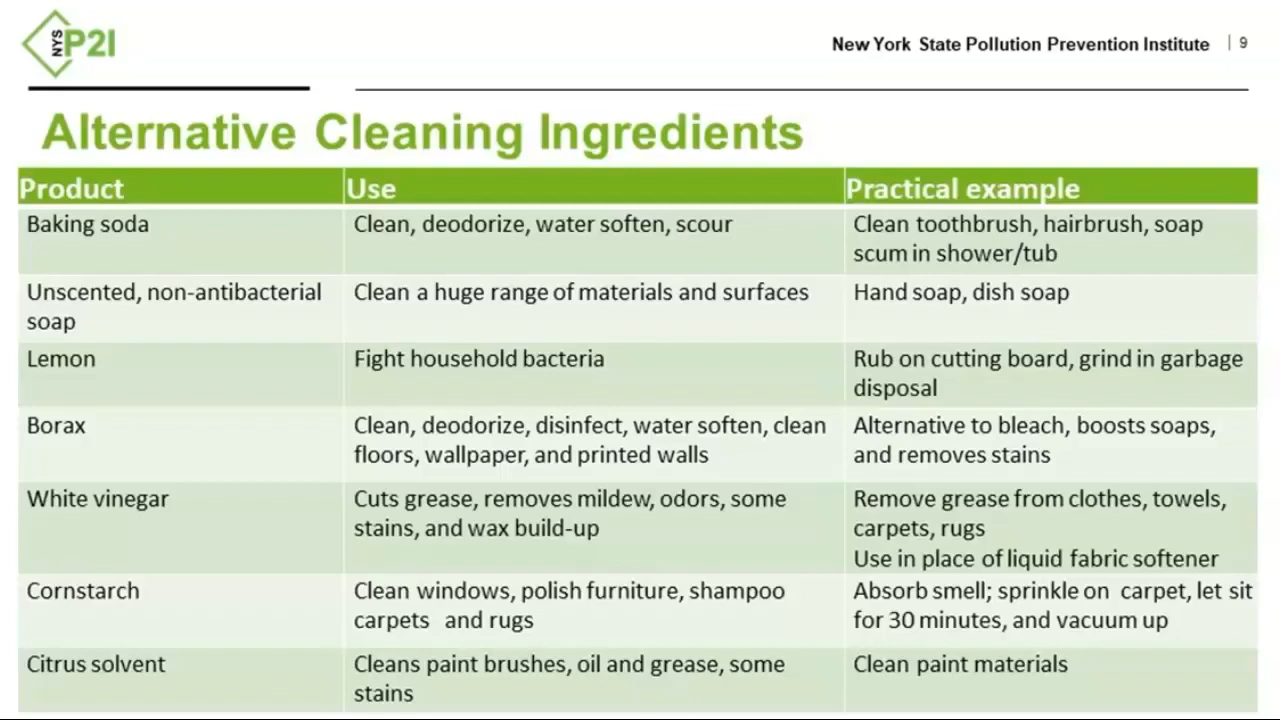 NYS P2I
New York State Pollution Prevention Institute | 9
Alternative Cleaning Ingredients
Product Use Practical example
Baking soda Clean, deodorize, water soften, scour Clean toothbrush, hairbrush, soap
scum in shower/tub
Unscented, non-antibacterial Clean a huge range of materials and surfaces Hand soap, dish soap
soap
Lemon Fight household bacteria Rub on cutting board, grind in garbage
disposal
Borax Clean, deodorize, disinfect, water soften, clean Alternative to bleach, boosts soaps,
floors, wallpaper, and printed walls and removes stains
White vinegar Cuts grease, removes mildew, odors, some Remove grease from clothes, towels,
stains, and wax build-up carpets, rugs
Use in place of liquid fabric softener
Cornstarch Clean windows, polish furniture, shampoo Absorb smell; sprinkle on carpet, let sit
carpets and rugs for 30 minutes, and vacuum up
Citrus solvent Cleans paint brushes, oil and grease, some Clean paint materials
stains